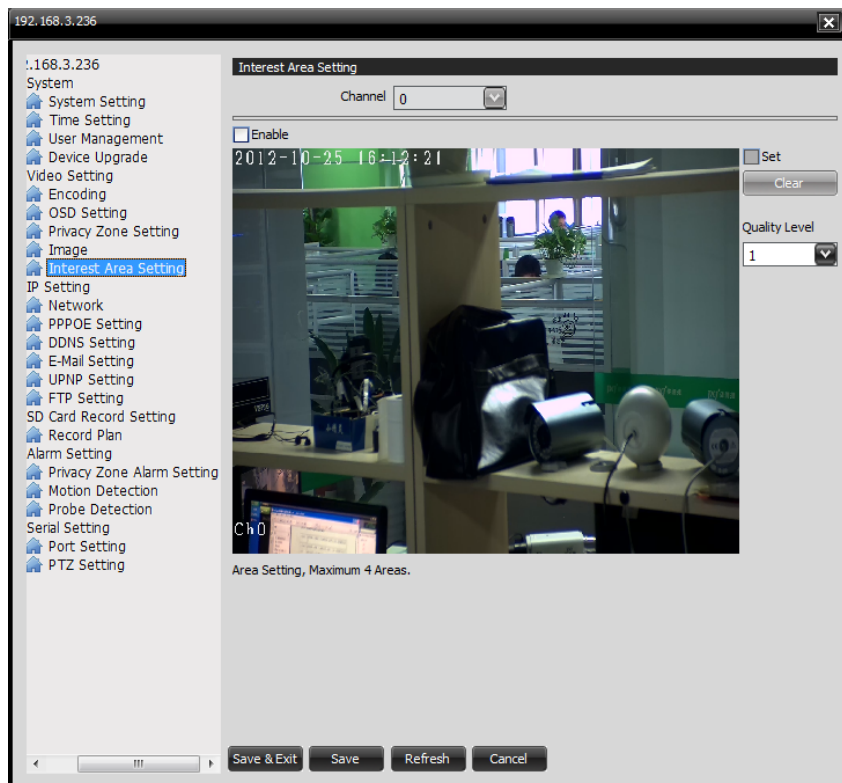 192.168.3.236
.168.3.236
System
System Setting
Time Setting
User Management
Device Upgrade
Video Setting
Encoding
OSD Setting
Privacy Zone Setting
Image
Interest Area Setting
IP Setting
Network
PPPOE Setting
DDNS Setting
E-Mail Setting
UPNP Setting
FTP Setting
SD Card Record Setting
Record Plan
Alarm Setting
Privacy Zone Alarm Setting
Motion Detection
Probe Detection
Serial Setting
Port Setting
PTZ Setting
Interest Area Setting
Channel 0
Enable
2012-10-25 16:12:21
Ch0
Set
Clear
Quality Level
1
Area Setting, Maximum 4 Areas.
Save & Exit Save Refresh Cancel